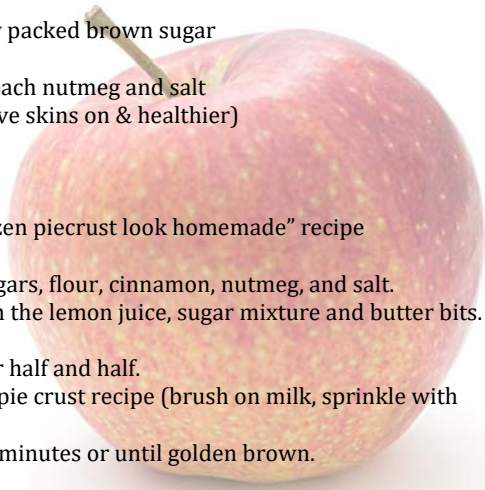 packed brown sugar
each nutmeg and salt
ve skins on & healthier)
zen piecrust look homemade” recipe
gars, flour, cinnamon, nutmeg, and salt.
the lemon juice, sugar mixture and butter bits.
r half and half.
pie crust recipe (brush on milk, sprinkle with
minutes or until golden brown.